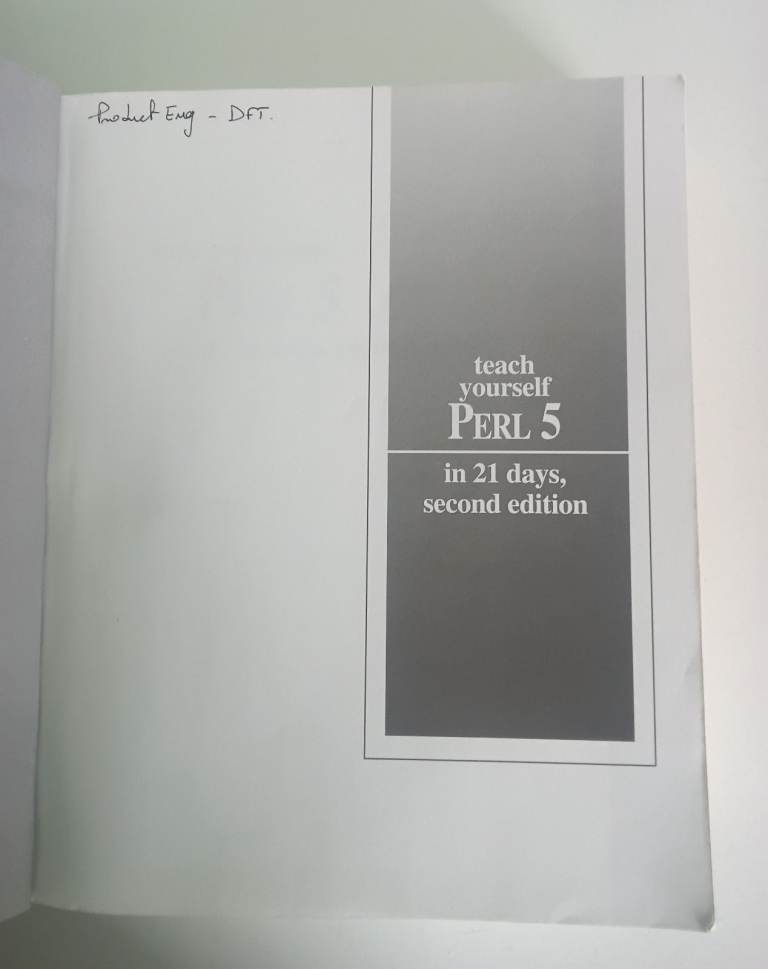 Product Eng - DFT.
teach
yourself
PERL 5
in 21 days,
second edition